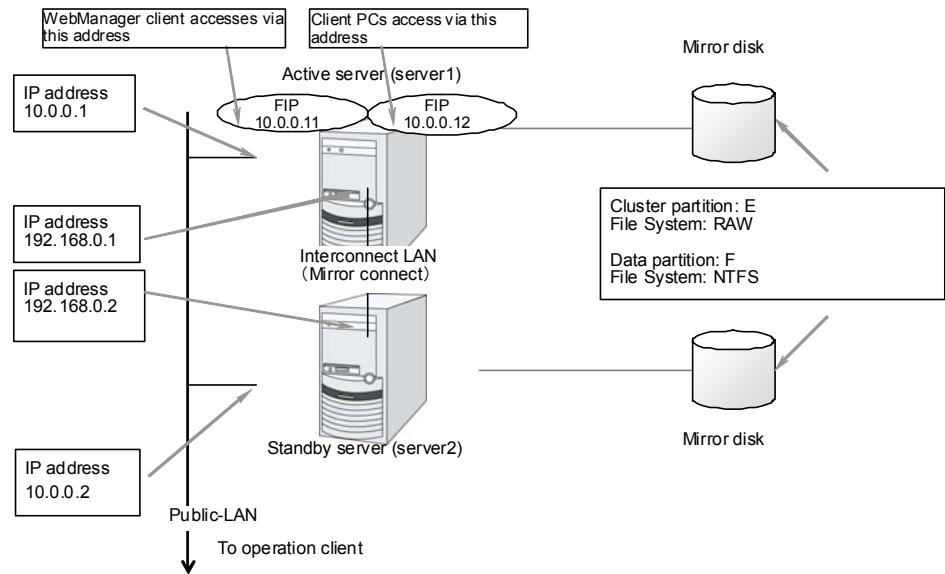 WebManager client accesses via
this address
Client PCs access via this
address
Mirror disk
Active server (server1)
IP address
10.0.0.1
FIP
10.0.0.11
FIP
10.0.0.12
IP address
192.168.0.1
Cluster partition: E
File System: RAW
Data partition: F
File System: NTFS
Interconnect LAN
(Mirror connect)
IP address
192.168.0.2
Standby server (server2)
Mirror disk
IP address
10.0.0.2
Public-LAN
To operation client